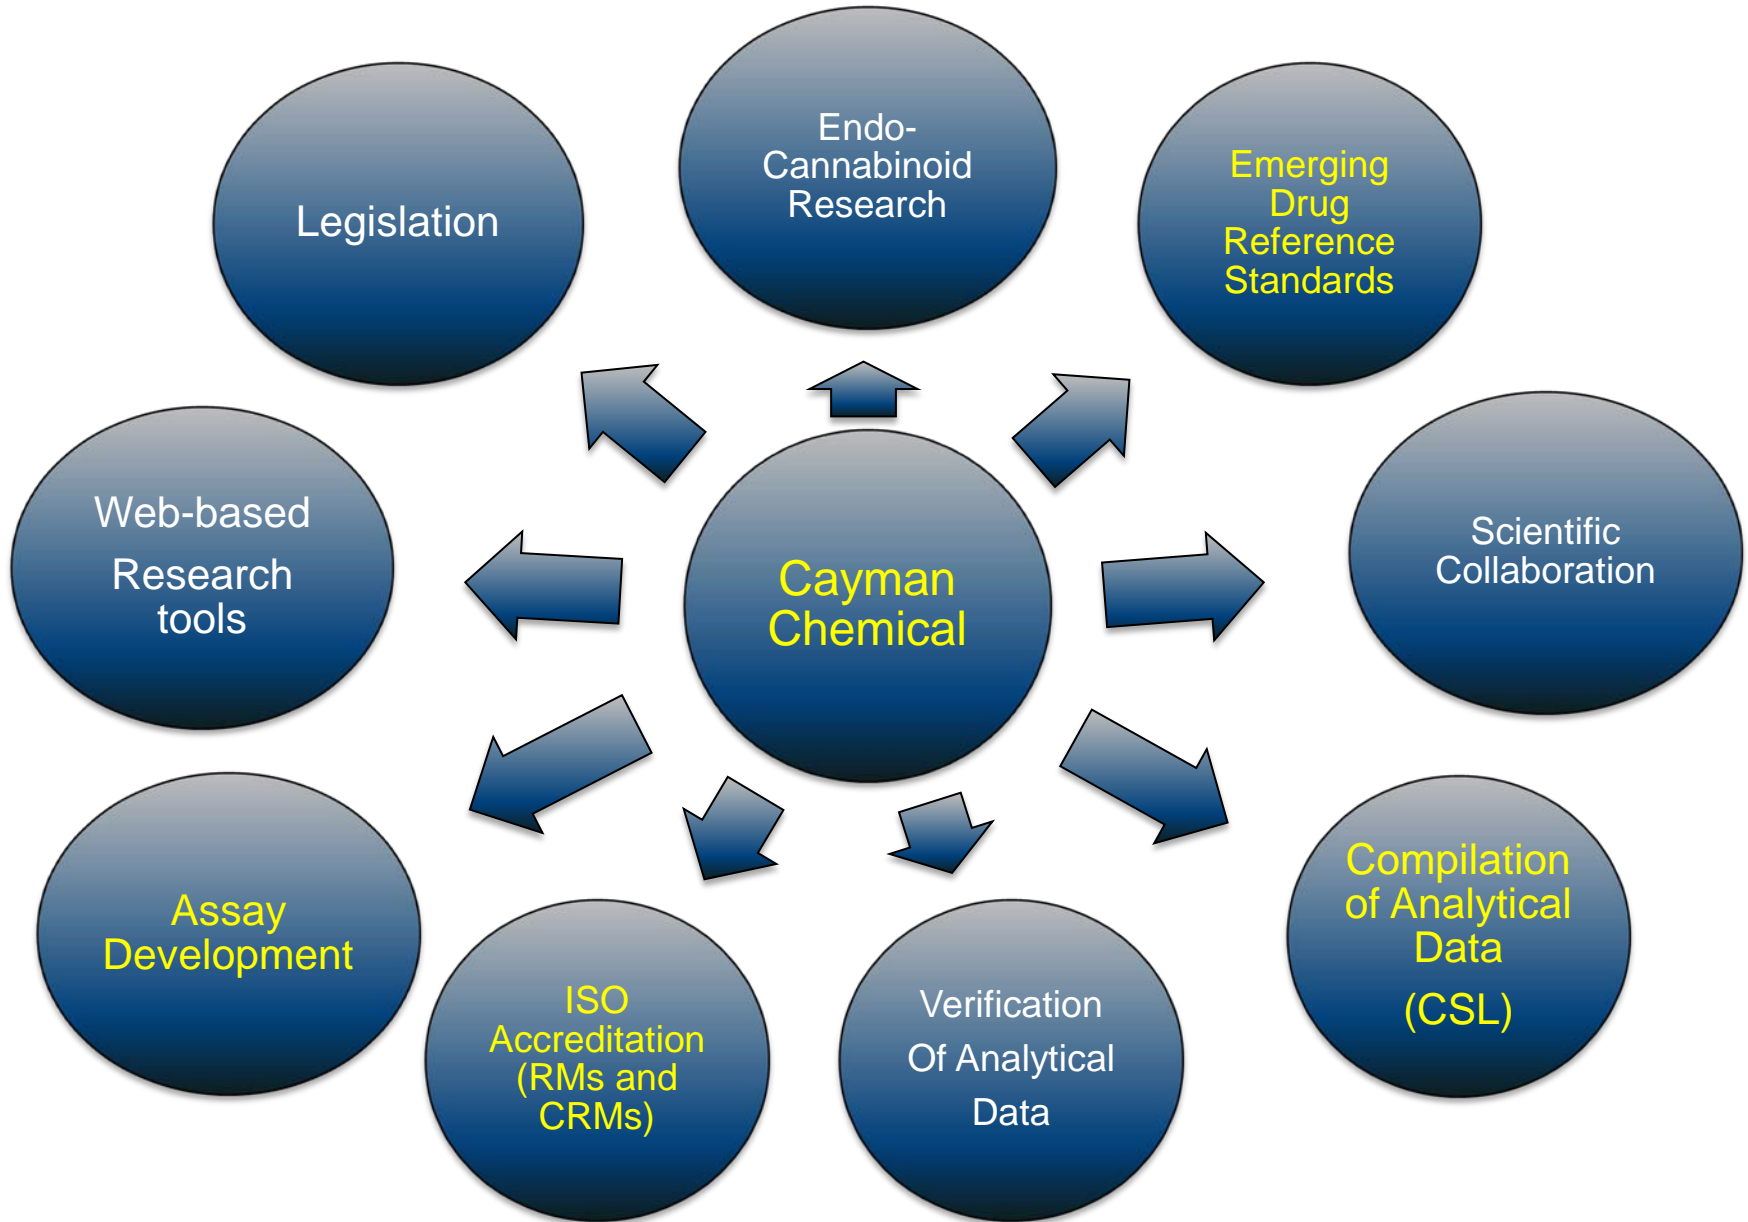 Endo-
Cannabinoid
Research
Legislation
Emerging
Drug
Reference
Standards
Web-based
Research
tools
Cayman
Chemical
Scientific
Collaboration
Assay
Development
ISO
Accreditation
(RMs and
CRMs)
Verification
Of Analytical
Data
Compilation
of Analytical
Data
(CSL)